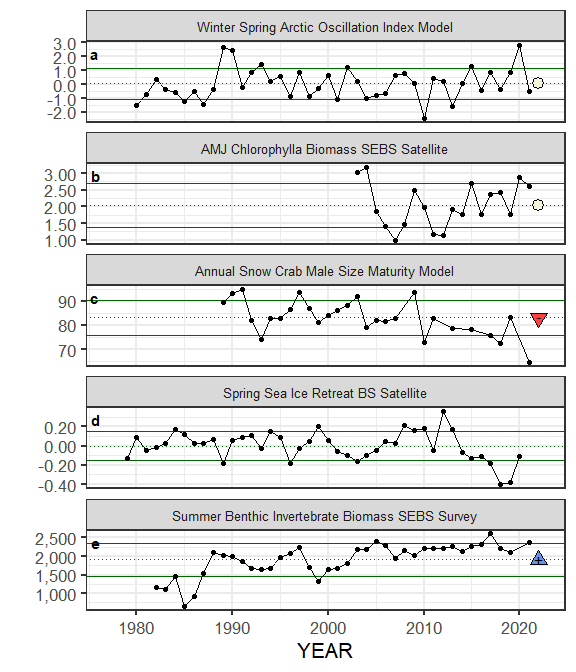 Winter Spring Arctic Oscillation Index Model
a
3.0
2.0
1.0
0.0
-1.0
-2.0
AMJ Chlorophylla Biomass SEBS Satellite
b
3.00
2.50
2.00
1.50
1.00
Annual Snow Crab Male Size Maturity Model
c
90
80
70
Spring Sea Ice Retreat BS Satellite
d
0.20
0.00
-0.20
-0.40
Summer Benthic Invertebrate Biomass SEBS Survey
e
2,500
2,000
1,500
1,000
1980 1990 2000 2010 2020
YEAR